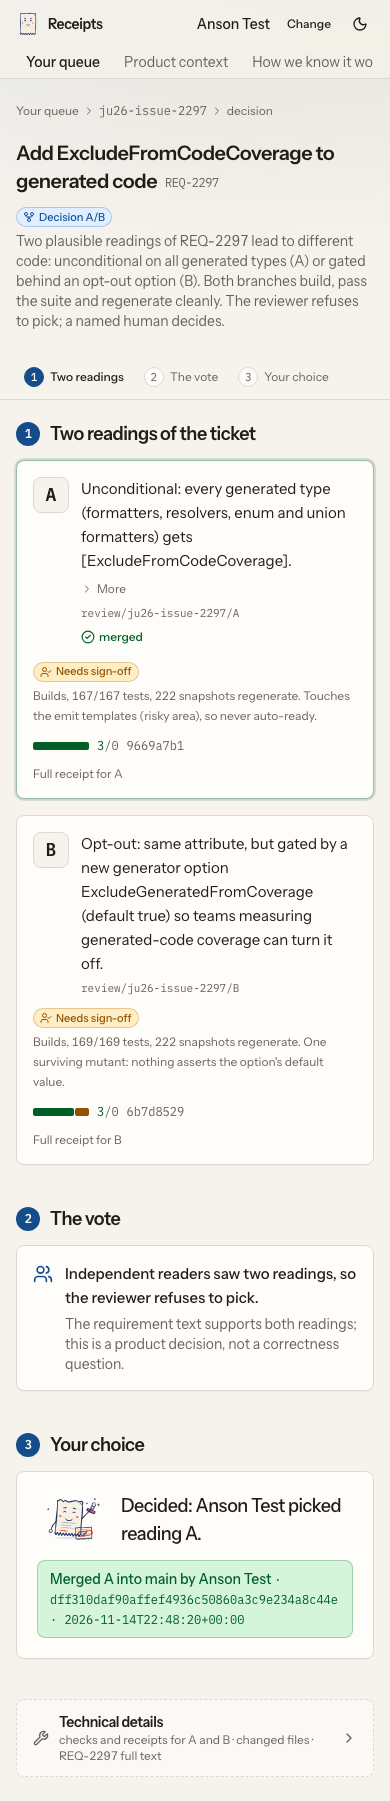 Receipts
Anson Test
Change
Your queue
Product context
How we know it wo
Your queue > ju26-issue-2297 > decision
Add ExcludeFromCodeCoverage to
generated code REQ-2297
Decision A/B
Two plausible readings of REQ-2297 lead to different
code: unconditional on all generated types (A) or gated
behind an opt-out option (B). Both branches build, pass
the suite and regenerate cleanly. The reviewer refuses
to pick; a named human decides.
1 Two readings
2 The vote
3 Your choice
1 Two readings of the ticket
A
Unconditional: every generated type
(formatters, resolvers, enum and union
formatters) gets
[ExcludeFromCodeCoverage].
> More
review/ju26-issue-2297/A
merged
Needs sign-off
Builds, 167/167 tests, 222 snapshots regenerate. Touches
the emit templates (risky area), so never auto-ready.
3/0 9669a7b1
Full receipt for A
B
Opt-out: same attribute, but gated by a
new generator option
ExcludeGeneratedFromCoverage
(default true) so teams measuring
generated-code coverage can turn it
off.
review/ju26-issue-2297/B
Needs sign-off
Builds, 169/169 tests, 222 snapshots regenerate. One
surviving mutant: nothing asserts the option's default
value.
3/0 6b7d8529
Full receipt for B
2 The vote
Independent readers saw two readings, so
the reviewer refuses to pick.
The requirement text supports both readings;
this is a product decision, not a correctness
question.
3 Your choice
Decided: Anson Test picked
reading A.
Merged A into main by Anson Test ·
dff310daf90affef4936c50860a3c9e234a8c44e
· 2026-11-14T22:48:20+00:00
Technical details
checks and receipts for A and B · changed files ·
REQ-2297 full text